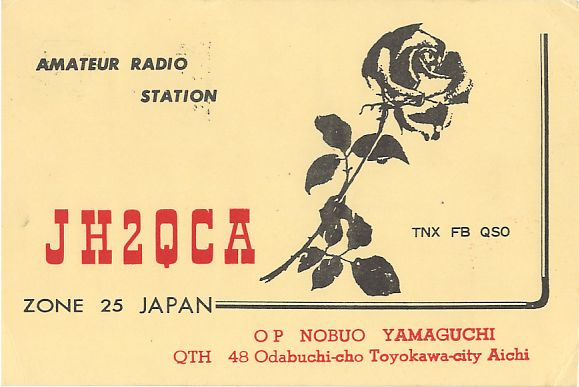 AMATEUR RADIO
STATION
JH2QCA
TNX FB QSO
ZONE 25 JAPAN
OP NOBUO YAMAGUCHI
QTH 48 Odabuchi-cho Toyokawa-city Aichi